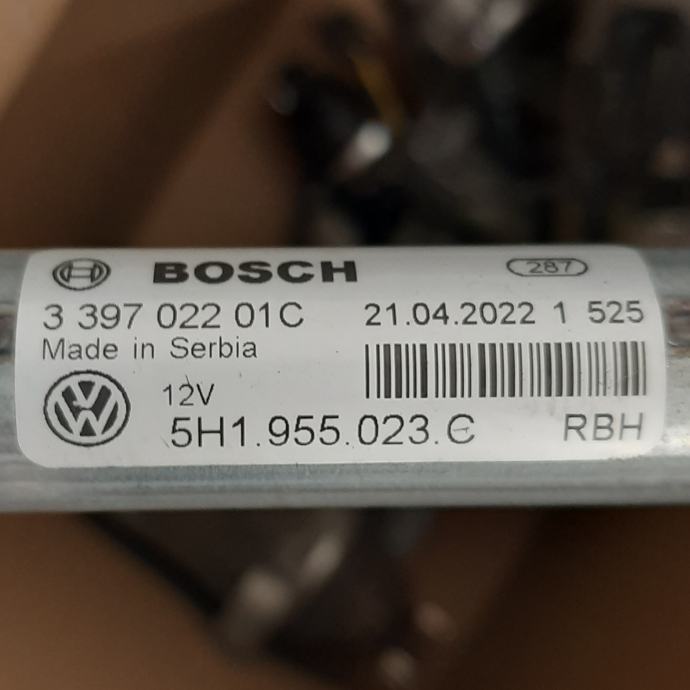 BOSCH 287
3 397 022 01C 21.04.2022 1 525
Made in Serbia
12V
5H1.955.023.C RBH